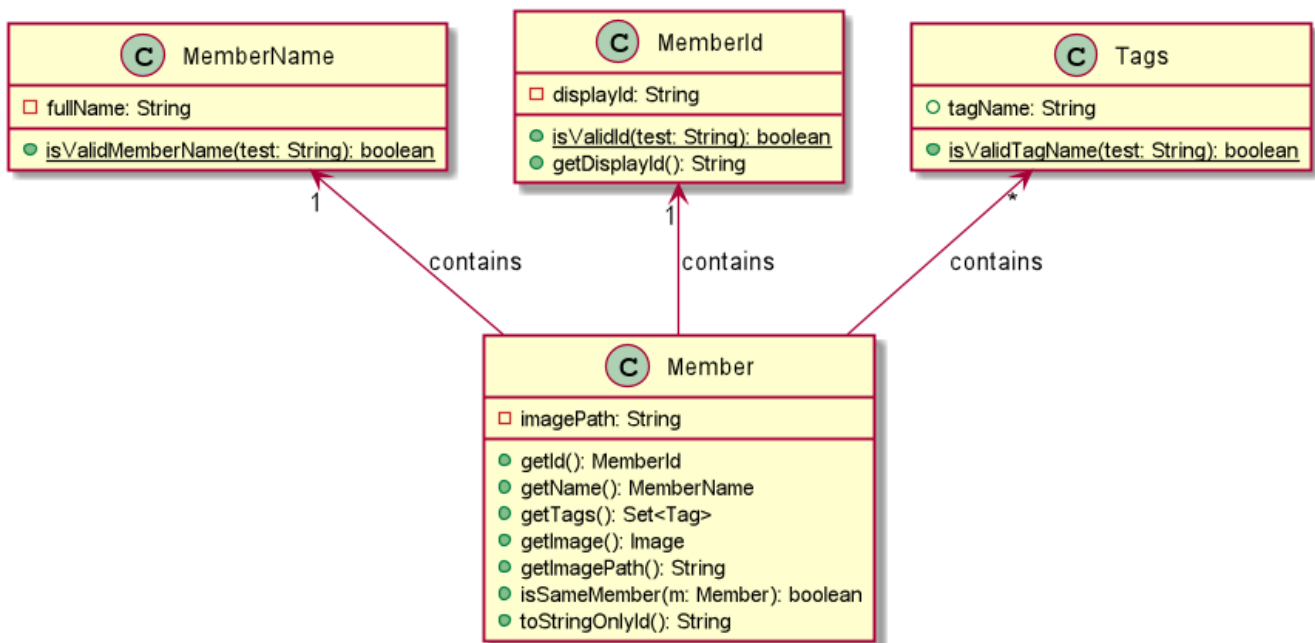 C MemberName
fullName: String
isValidMemberName(test: String): boolean
C MemberId
displayId: String
isValidId(test: String): boolean
getDisplayId(): String
C Tags
tagName: String
isValidTagName(test: String): boolean
1
1
*
contains
contains
contains
C Member
imagePath: String
getId(): MemberId
getName(): MemberName
getTags(): Set<Tag>
getImage(): Image
getImagePath(): String
isSameMember(m: Member): boolean
toStringOnlyId(): String